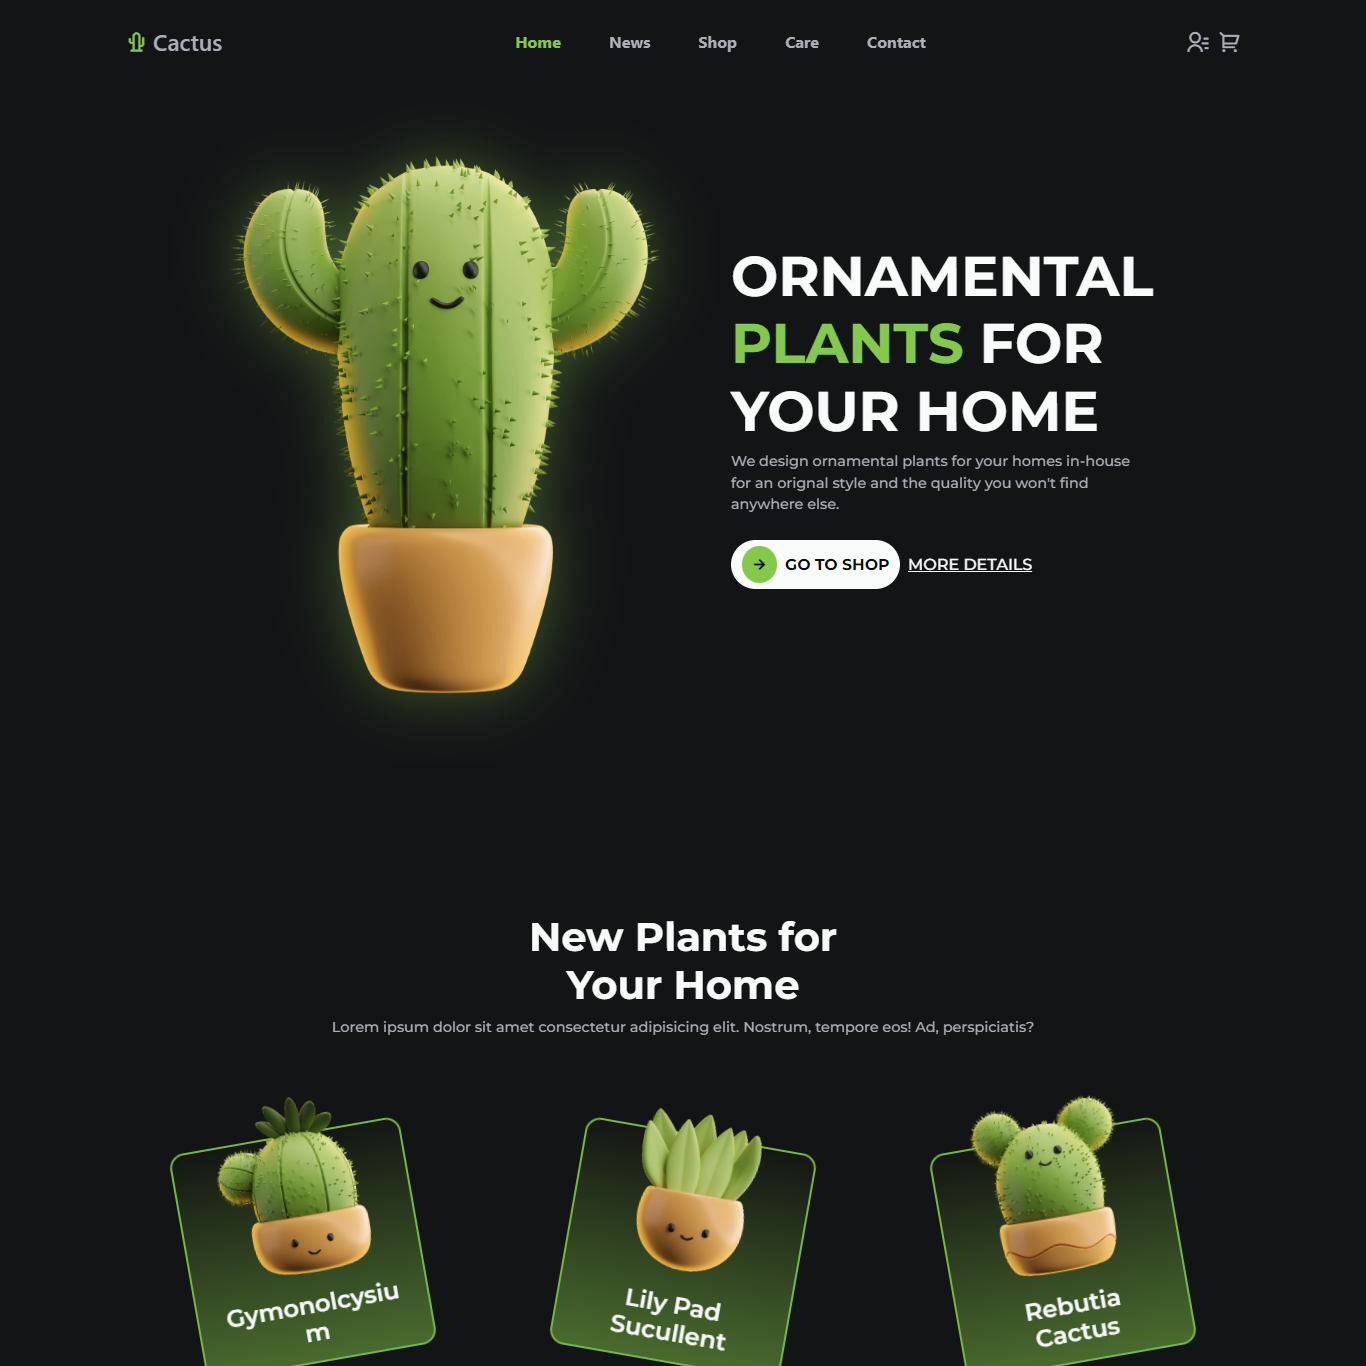 Cactus
Home News Shop Care Contact
ORNAMENTAL
PLANTS FOR
YOUR HOME
We design ornamental plants for your homes in-house
for an orignal style and the quality you won't find
anywhere else.
GO TO SHOP MORE DETAILS
New Plants for
Your Home
Lorem ipsum dolor sit amet consectetur adipisicing elit. Nostrum, tempore eos! Ad, perspiciatis?
Gymonolcysiu
m
Lily Pad
Sucullent
Rebutia
Cactus